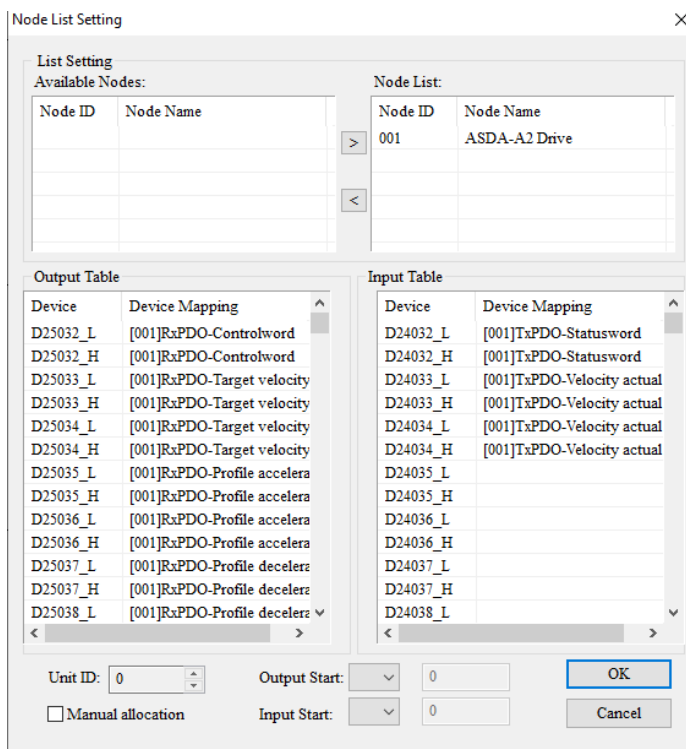 Node List Setting
List Setting
Available Nodes:
Node List:
Node ID Node Name
Node ID Node Name
001 ASDA-A2 Drive
>
<
Output Table
Input Table
Device Device Mapping
Device Device Mapping
D25032_L [001]RxPDO-Controlword
D24032_L [001]TxPDO-Statusword
D25032_H [001]RxPDO-Controlword
D24032_H [001]TxPDO-Statusword
D25033_L [001]RxPDO-Target velocity
D24033_L [001]TxPDO-Velocity actual
D25033_H [001]RxPDO-Target velocity
D24033_H [001]TxPDO-Velocity actual
D25034_L [001]RxPDO-Target velocity
D24034_L [001]TxPDO-Velocity actual
D25034_H [001]RxPDO-Target velocity
D24034_H [001]TxPDO-Velocity actual
D25035_L [001]RxPDO-Profile accelera
D24035_L
D25035_H [001]RxPDO-Profile accelera
D24035_H
D25036_L [001]RxPDO-Profile accelera
D24036_L
D25036_H [001]RxPDO-Profile accelera
D24036_H
D25037_L [001]RxPDO-Profile decelera
D24037_L
D25037_H [001]RxPDO-Profile decelera
D24037_H
D25038_L [001]RxPDO-Profile decelera
D24038_L
Unit ID: 0
Output Start: 0
OK
Manual allocation
Input Start: 0
Cancel